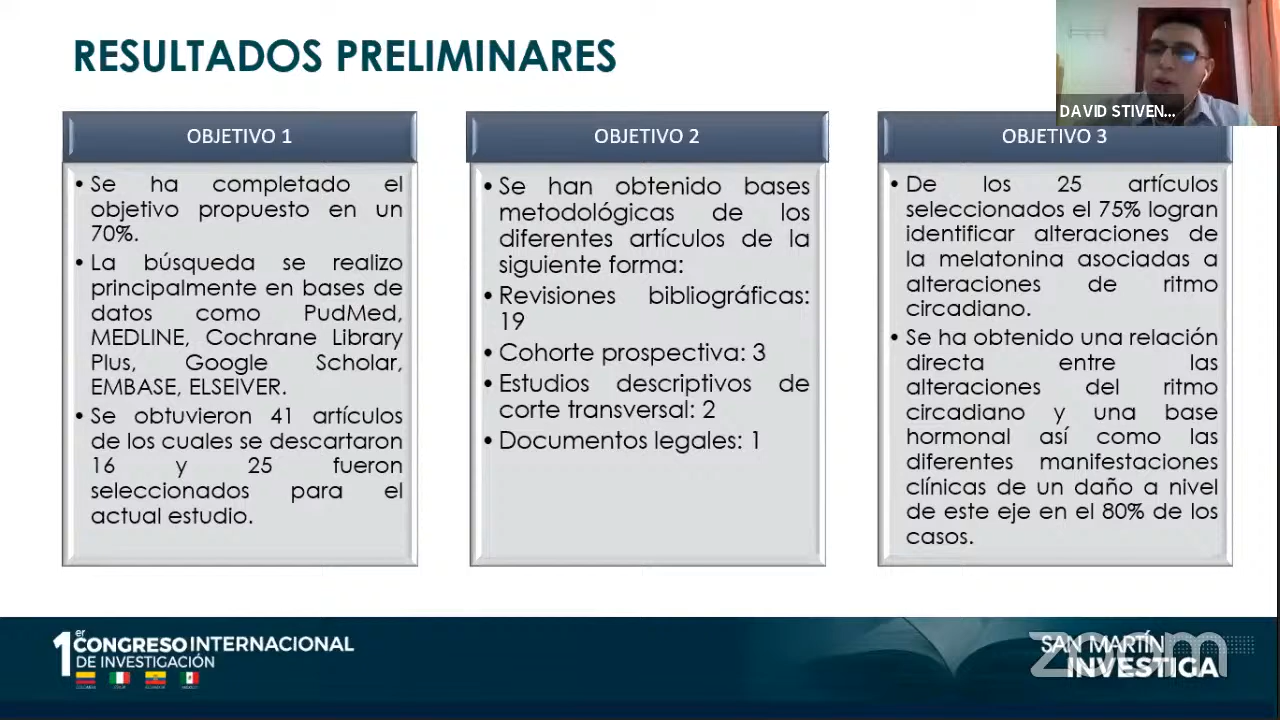 RESULTADOS PRELIMINARES
DAVID STIVEN...
OBJETIVO 1
• Se ha completado el
objetivo propuesto en un
70%.
• La búsqueda se realizo
principalmente en bases de
datos como PudMed,
MEDLINE, Cochrane Library
Plus, Google Scholar,
EMBASE, ELSEIVER.
• Se obtuvieron 41 artículos
de los cuales se descartaron
16 y 25 fueron
seleccionados para el
actual estudio.
OBJETIVO 2
• Se han obtenido bases
metodológicas de los
diferentes artículos de la
siguiente forma:
• Revisiones bibliográficas:
19
• Cohorte prospectiva: 3
• Estudios descriptivos de
corte transversal: 2
• Documentos legales: 1
OBJETIVO 3
• De los 25 artículos
seleccionados el 75% logran
identificar alteraciones de
la melatonina asociadas a
alteraciones de ritmo
circadiano.
• Se ha obtenido una relación
directa entre las
alteraciones del ritmo
circadiano y una base
hormonal así como las
diferentes manifestaciones
clínicas de un daño a nivel
de este eje en el 80% de los
casos.
1er CONGRESO INTERNACIONAL
DE INVESTIGACIÓN
SAN MARTÍN
INVESTIGA
zoom